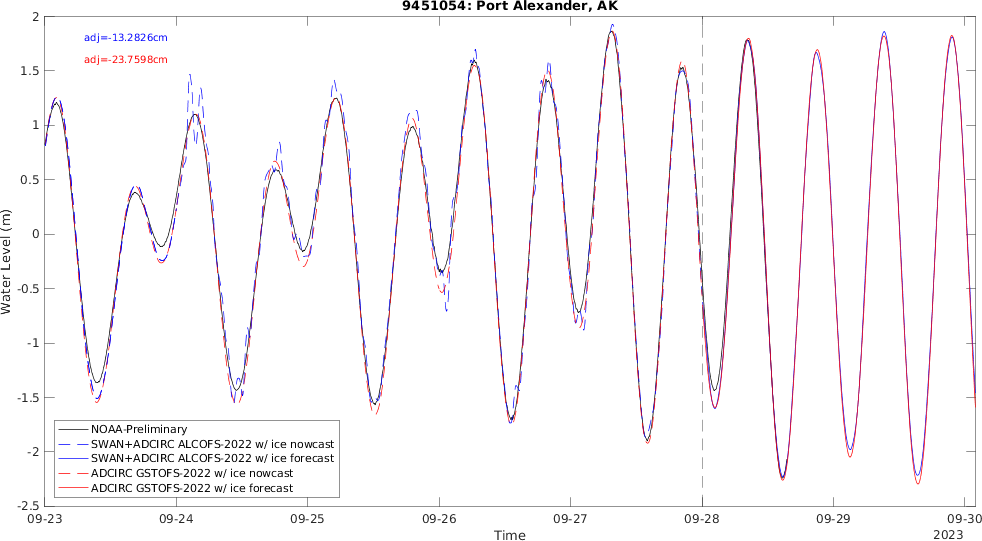 9451054: Port Alexander, AK
adj=-13.2826cm
adj=-23.7598cm
2
1.5
1
0.5
0
-0.5
-1
-1.5
-2
-2.5
Water Level (m)
NOAA-Preliminary
SWAN+ADCIRC ALCOFS-2022 w/ ice nowcast
SWAN+ADCIRC ALCOFS-2022 w/ ice forecast
ADCIRC GSTOFS-2022 w/ ice nowcast
ADCIRC GSTOFS-2022 w/ ice forecast
09-23 09-24 09-25 09-26 09-27 09-28 09-29 09-30
Time
2023